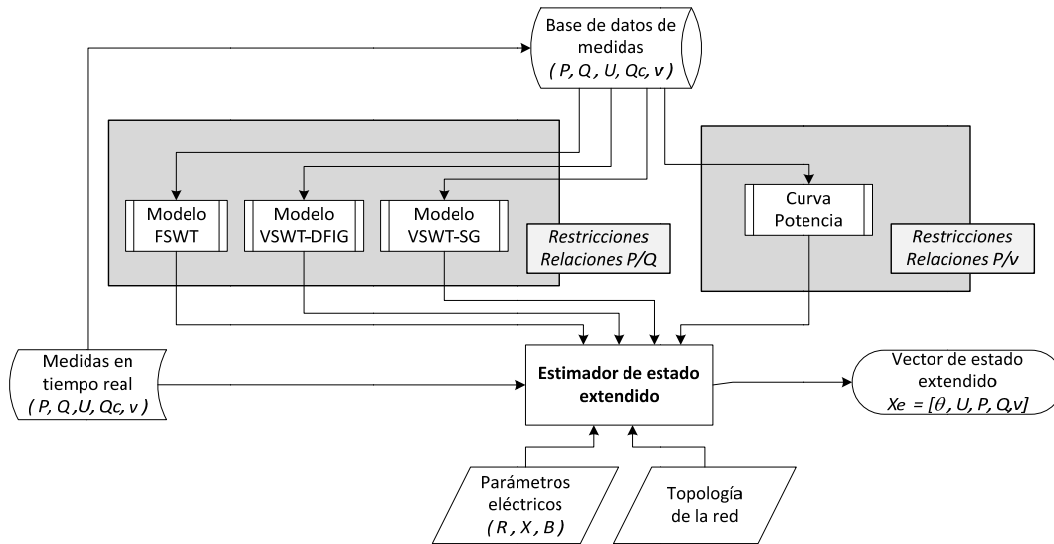 Base de datos de
medidas
( P, Q , U, Qc, v )
Modelo
FSWT
Modelo
VSWT-DFIG
Modelo
VSWT-SG
Restricciones
Relaciones P/Q
Curva
Potencia
Restricciones
Relaciones P/v
Medidas en
tiempo real
( P, Q ,U, Qc, v )
Estimador de estado
extendido
Vector de estado
extendido
Xe = [θ , U, P, Q,v]
Parámetros
eléctricos
( R , X , B )
Topología
de la red